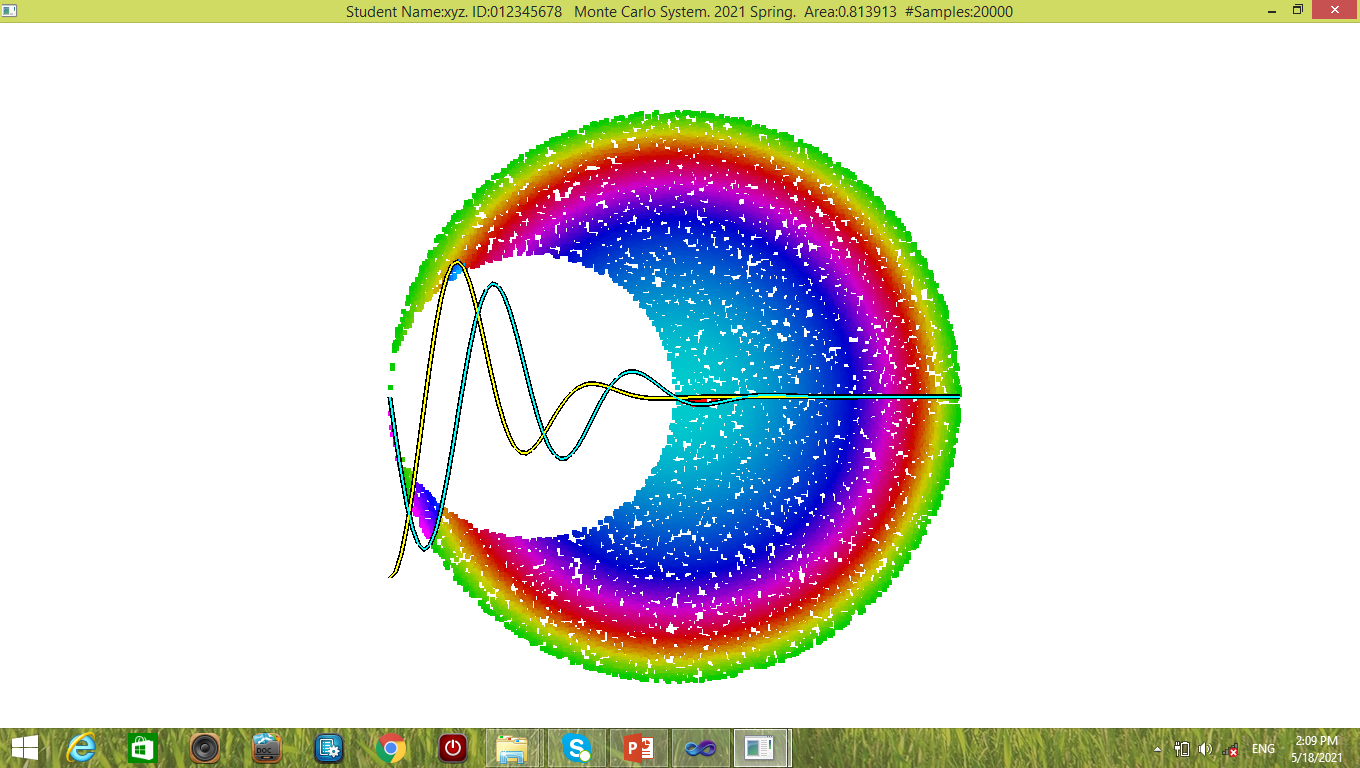 Student Name:xyz. ID:012345678 Monte Carlo System. 2021 Spring. Area:0.813913 #Samples:20000
DOC
ENG
2:09 PM
5/18/2021